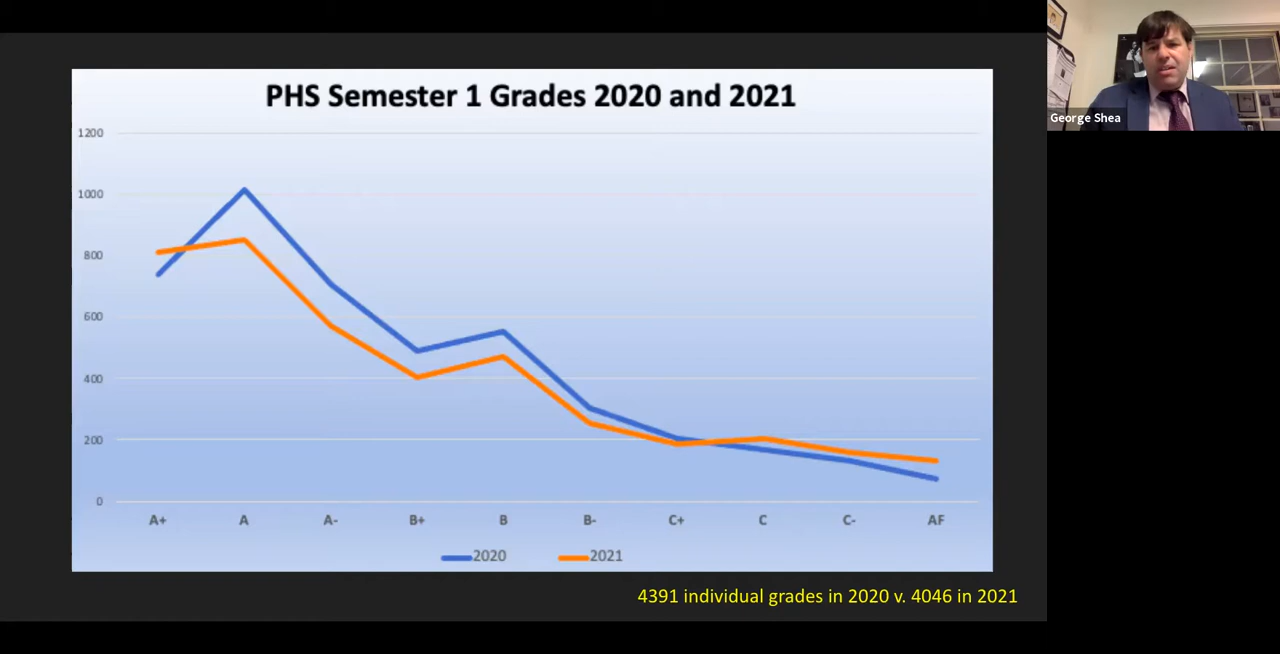 PHS Semester 1 Grades 2020 and 2021
1200
1000
800
600
400
200
0
A+ A A- B+ B B- C+ C C- AF
2020 2021
4391 individual grades in 2020 v. 4046 in 2021
George Shea